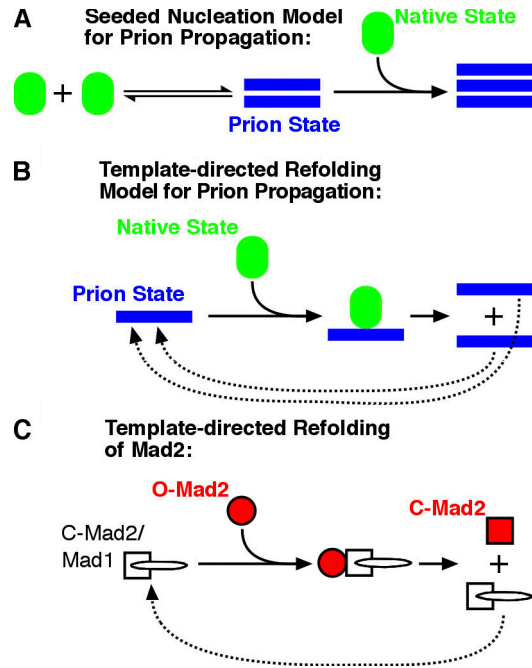 A
Seeded Nucleation Model
for Prion Propagation:
Native State
+
Prion State
B
Template-directed Refolding
Model for Prion Propagation:
Native State
Prion State
+
C
Template-directed Refolding
of Mad2:
O-Mad2
C-Mad2
C-Mad2/
Mad1
+